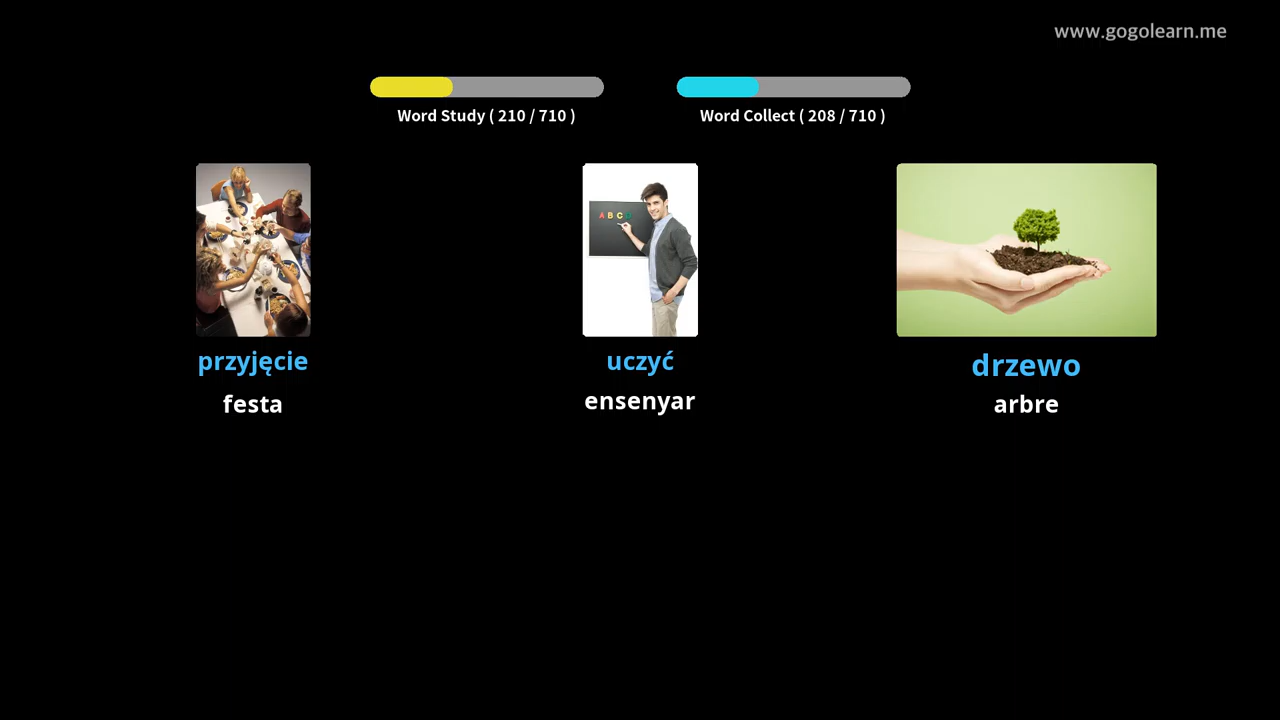 www.gogolearn.me
Word Study ( 210 / 710 )
Word Collect ( 208 / 710 )
A B C D
przyjęcie
uczyć
drzewo
festa
ensenyar
arbre